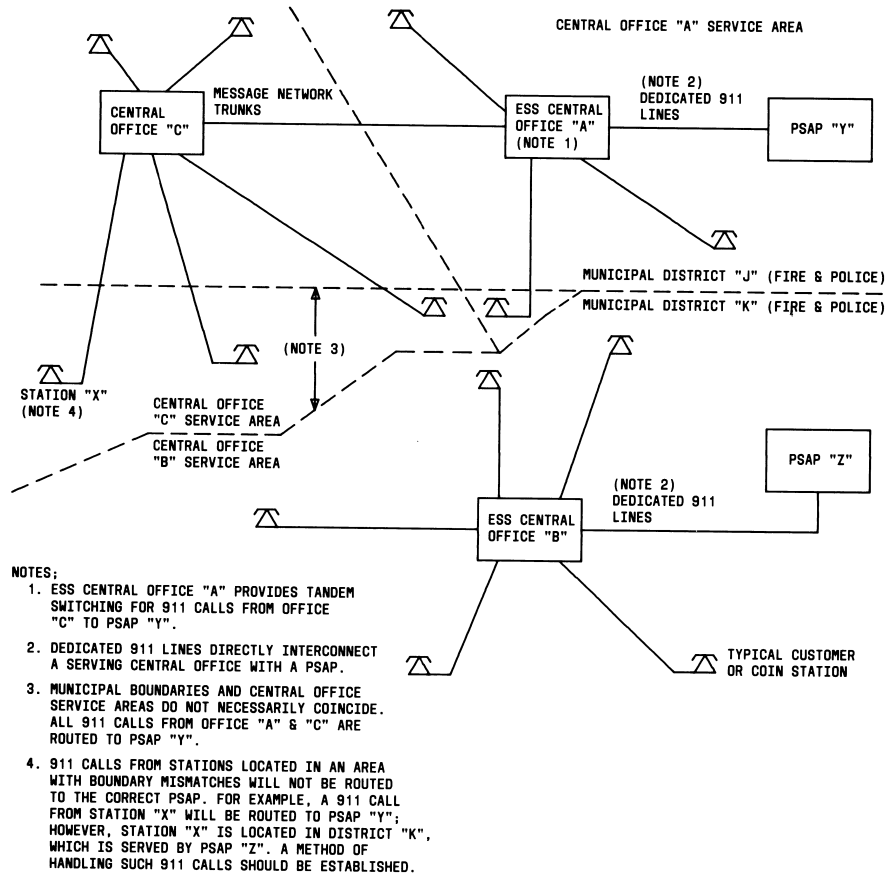 CENTRAL OFFICE "A" SERVICE AREA
CENTRAL
OFFICE "C"
MESSAGE NETWORK
TRUNKS
ESS CENTRAL
OFFICE "A"
(NOTE 1)
(NOTE 2)
DEDICATED 911
LINES
PSAP "Y"
MUNICIPAL DISTRICT "J" (FIRE & POLICE)
MUNICIPAL DISTRICT "K" (FIRE & POLICE)
(NOTE 3)
STATION "X"
(NOTE 4)
CENTRAL OFFICE
"C" SERVICE AREA
CENTRAL OFFICE
"B" SERVICE AREA
PSAP "Z"
(NOTE 2)
DEDICATED 911
LINES
ESS CENTRAL
OFFICE "B"
TYPICAL CUSTOMER
OR COIN STATION
NOTES;
1. ESS CENTRAL OFFICE "A" PROVIDES TANDEM
SWITCHING FOR 911 CALLS FROM OFFICE
"C" TO PSAP "Y".
2. DEDICATED 911 LINES DIRECTLY INTERCONNECT
A SERVING CENTRAL OFFICE WITH A PSAP.
3. MUNICIPAL BOUNDARIES AND CENTRAL OFFICE
SERVICE AREAS DO NOT NECESSARILY COINCIDE.
ALL 911 CALLS FROM OFFICE "A" & "C" ARE
ROUTED TO PSAP "Y".
4. 911 CALLS FROM STATIONS LOCATED IN AN AREA
WITH BOUNDARY MISMATCHES WILL NOT BE ROUTED
TO THE CORRECT PSAP. FOR EXAMPLE, A 911 CALL
FROM STATION "X" WILL BE ROUTED TO PSAP "Y";
HOWEVER, STATION "X" IS LOCATED IN DISTRICT "K",
WHICH IS SERVED BY PSAP "Z". A METHOD OF
HANDLING SUCH 911 CALLS SHOULD BE ESTABLISHED.